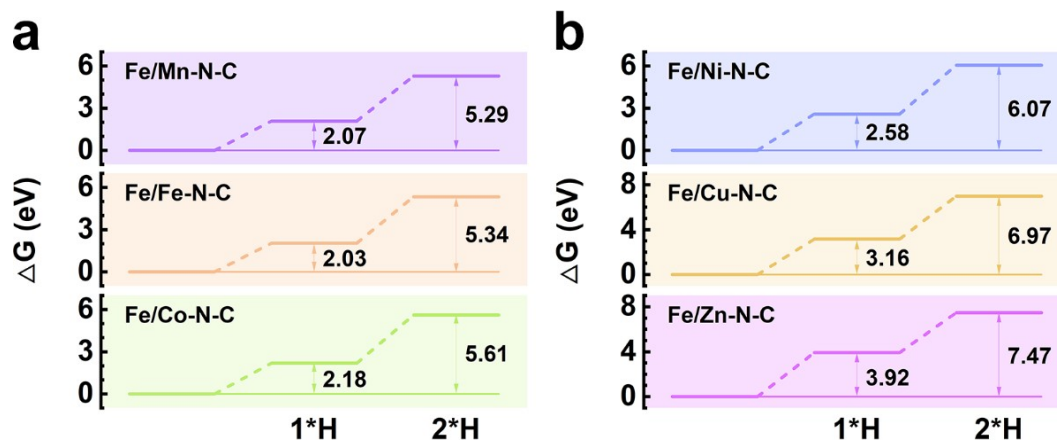 a
△G (eV)
6
3
0
Fe/Mn-N-C
2.07
5.29
6
3
0
Fe/Fe-N-C
2.03
5.34
6
3
0
Fe/Co-N-C
2.18
5.61
1*H
2*H
b
△G (eV)
6
3
0
Fe/Ni-N-C
2.58
6.07
8
4
0
Fe/Cu-N-C
3.16
6.97
8
4
0
Fe/Zn-N-C
3.92
7.47
1*H
2*H